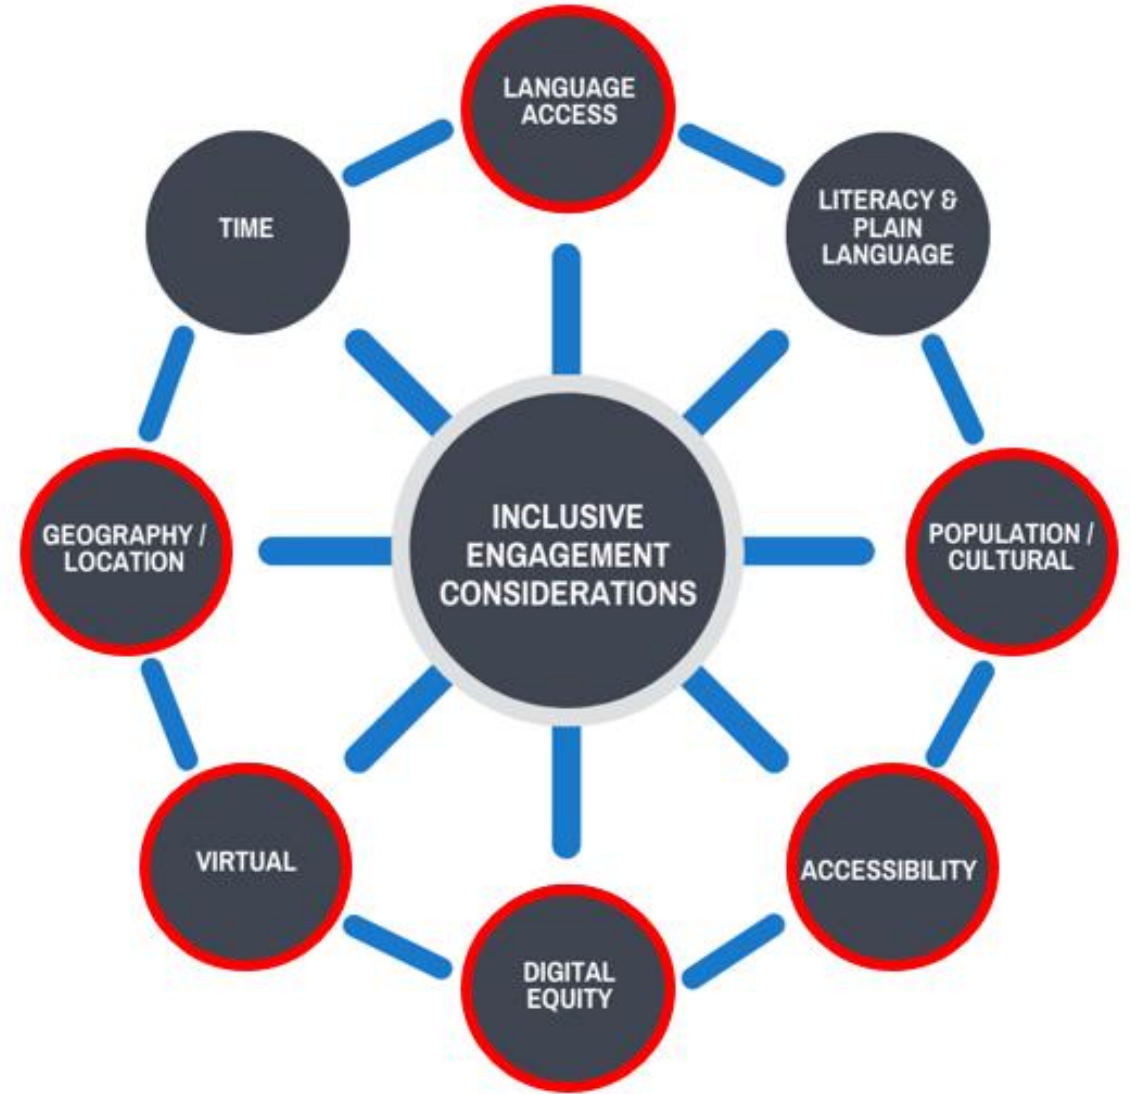 LANGUAGE
ACCESS
TIME
LITERACY &
PLAIN
LANGUAGE
GEOGRAPHY /
LOCATION
INCLUSIVE
ENGAGEMENT
CONSIDERATIONS
POPULATION /
CULTURAL
VIRTUAL
ACCESSIBILITY
DIGITAL
EQUITY